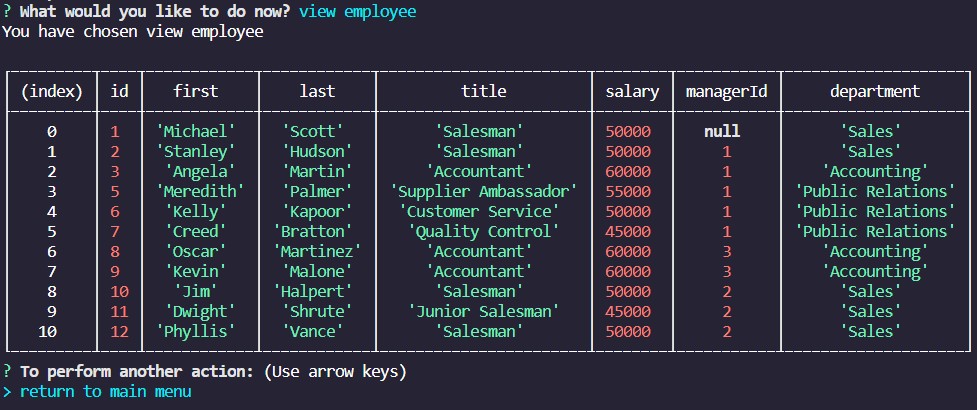 ? What would you like to do now? view employee
You have chosen view employee
(index) id first last title salary managerId department
0 1 'Michael' 'Scott' 'Salesman' 50000 null 'Sales'
1 2 'Stanley' 'Hudson' 'Salesman' 50000 1 'Sales'
2 3 'Angela' 'Martin' 'Accountant' 60000 1 'Accounting'
3 5 'Meredith' 'Palmer' 'Supplier Ambassador' 55000 1 'Public Relations'
4 6 'Kelly' 'Kapoor' 'Customer Service' 50000 1 'Public Relations'
5 7 'Creed' 'Bratton' 'Quality Control' 45000 1 'Public Relations'
6 8 'Oscar' 'Martinez' 'Accountant' 60000 3 'Accounting'
7 9 'Kevin' 'Malone' 'Accountant' 60000 3 'Accounting'
8 10 'Jim' 'Halpert' 'Salesman' 50000 2 'Sales'
9 11 'Dwight' 'Shrute' 'Junior Salesman' 45000 2 'Sales'
10 12 'Phyllis' 'Vance' 'Salesman' 50000 2 'Sales'
? To perform another action: (Use arrow keys)
> return to main menu